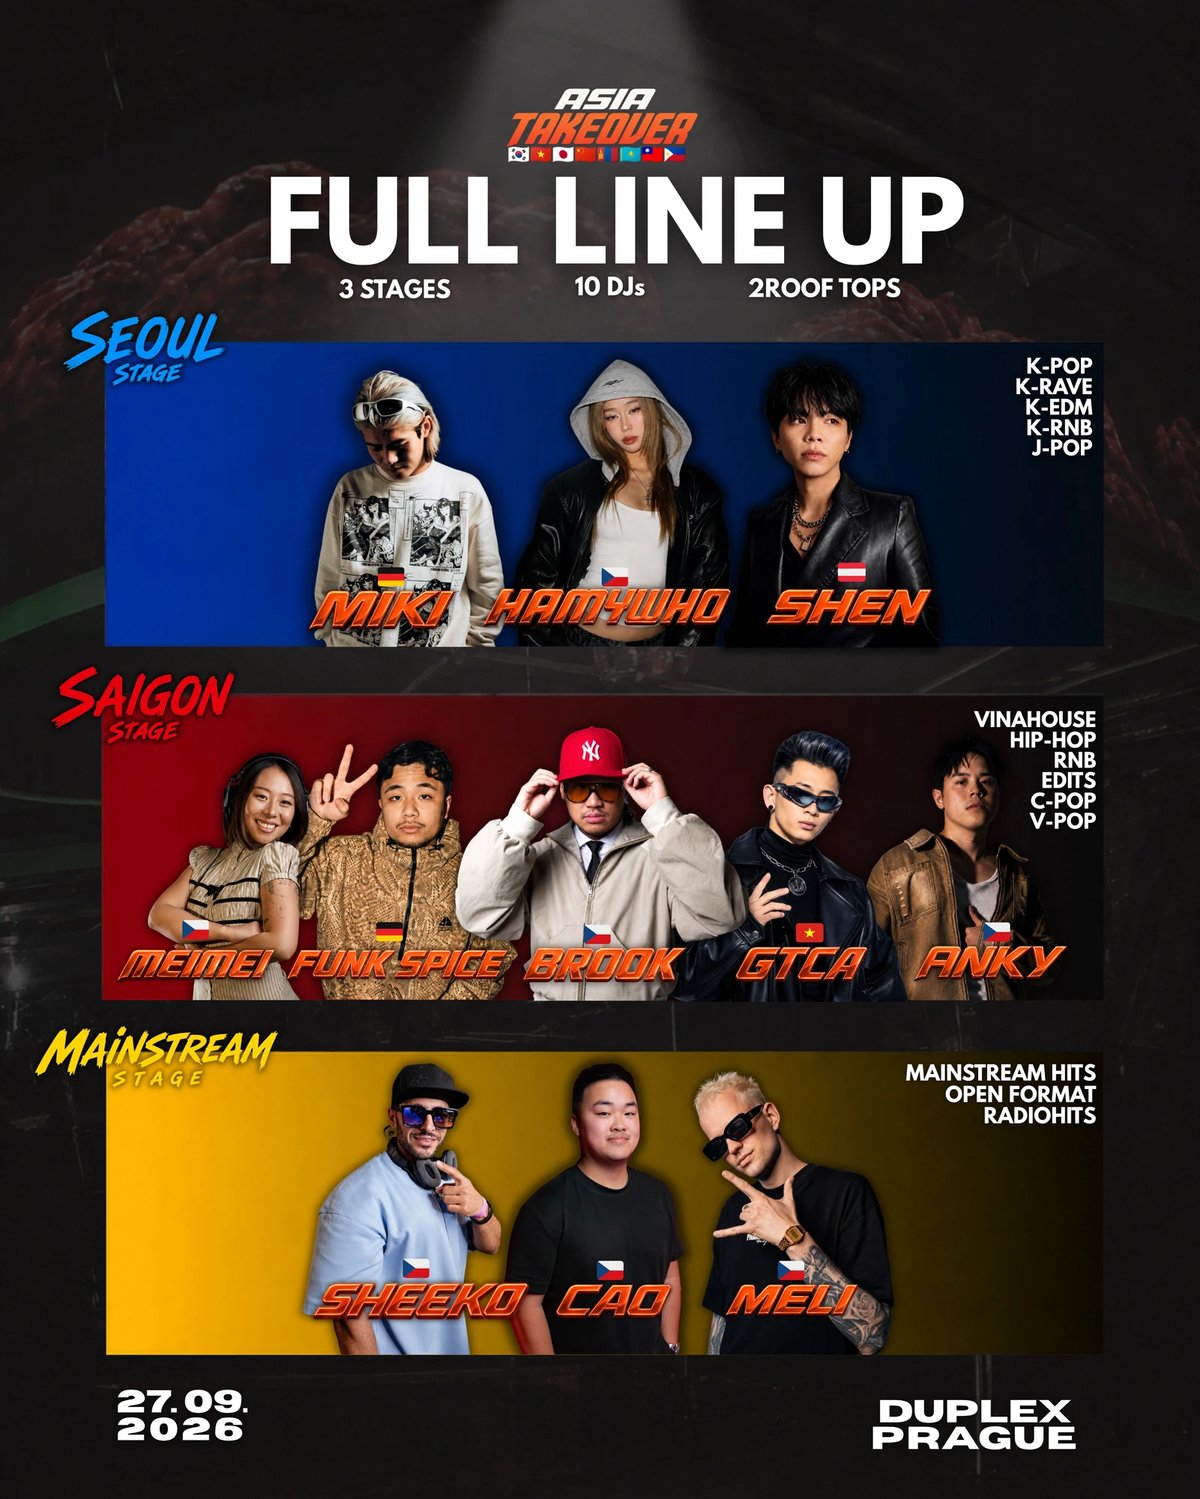 ASIA
TAKEOVER
FULL LINE UP
3 STAGES 10 DJs 2ROOF TOPS
SEOUL
STAGE
K-POP
K-RAVE
K-EDM
K-RNB
J-POP
MIKI HAMYWHO SHEN
SAIGON
STAGE
VINAHOUSE
HIP-HOP
RNB
EDITS
C-POP
V-POP
NY
MEIMEI FUNK SPICE BROOK GTCA ANKY
MAiNSTREAM
STAGE
MAINSTREAM HITS
OPEN FORMAT
RADIOHITS
SHEEKO CAO MELI
27. 09.
2026
DUPLEX
PRAGUE